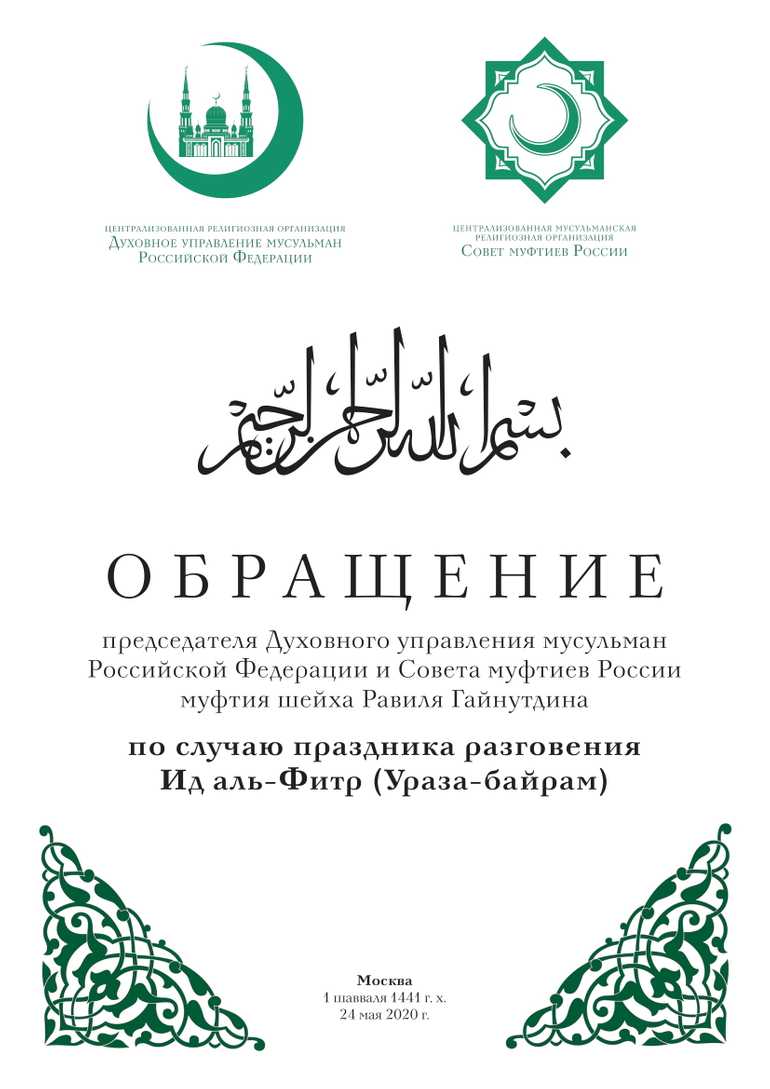 ЦЕНТРАЛИЗОВАННАЯ РЕЛИГИОЗНАЯ ОРГАНИЗАЦИЯ
ДУХОВНОЕ УПРАВЛЕНИЕ МУСУЛЬМАН
РОССИЙСКОЙ ФЕДЕРАЦИИ
ЦЕНТРАЛИЗОВАННАЯ МУСУЛЬМАНСКАЯ
РЕЛИГИОЗНАЯ ОРГАНИЗАЦИЯ
СОВЕТ МУФТИЕВ РОССИИ
بسم الله الرحمن الرحيم
ОБРАЩЕНИЕ
председателя Духовного управления мусульман
Российской Федерации и Совета муфтиев России
муфтия шейха Равиля Гайнутдина
по случаю праздника разговения
Ид аль-Фитр (Ураза-байрам)
Москва
1 шавваля 1441 г. х.
24 мая 2020 г.